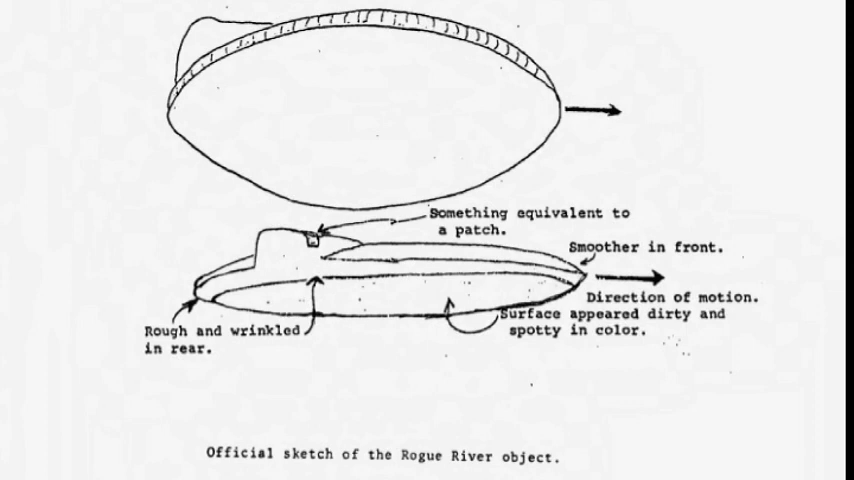 Something equivalent to
a patch.
Smoother in front.
Direction of motion.
Rough and wrinkled
in rear.
Surface appeared dirty and
spotty in color.
Official sketch of the Rogue River object.